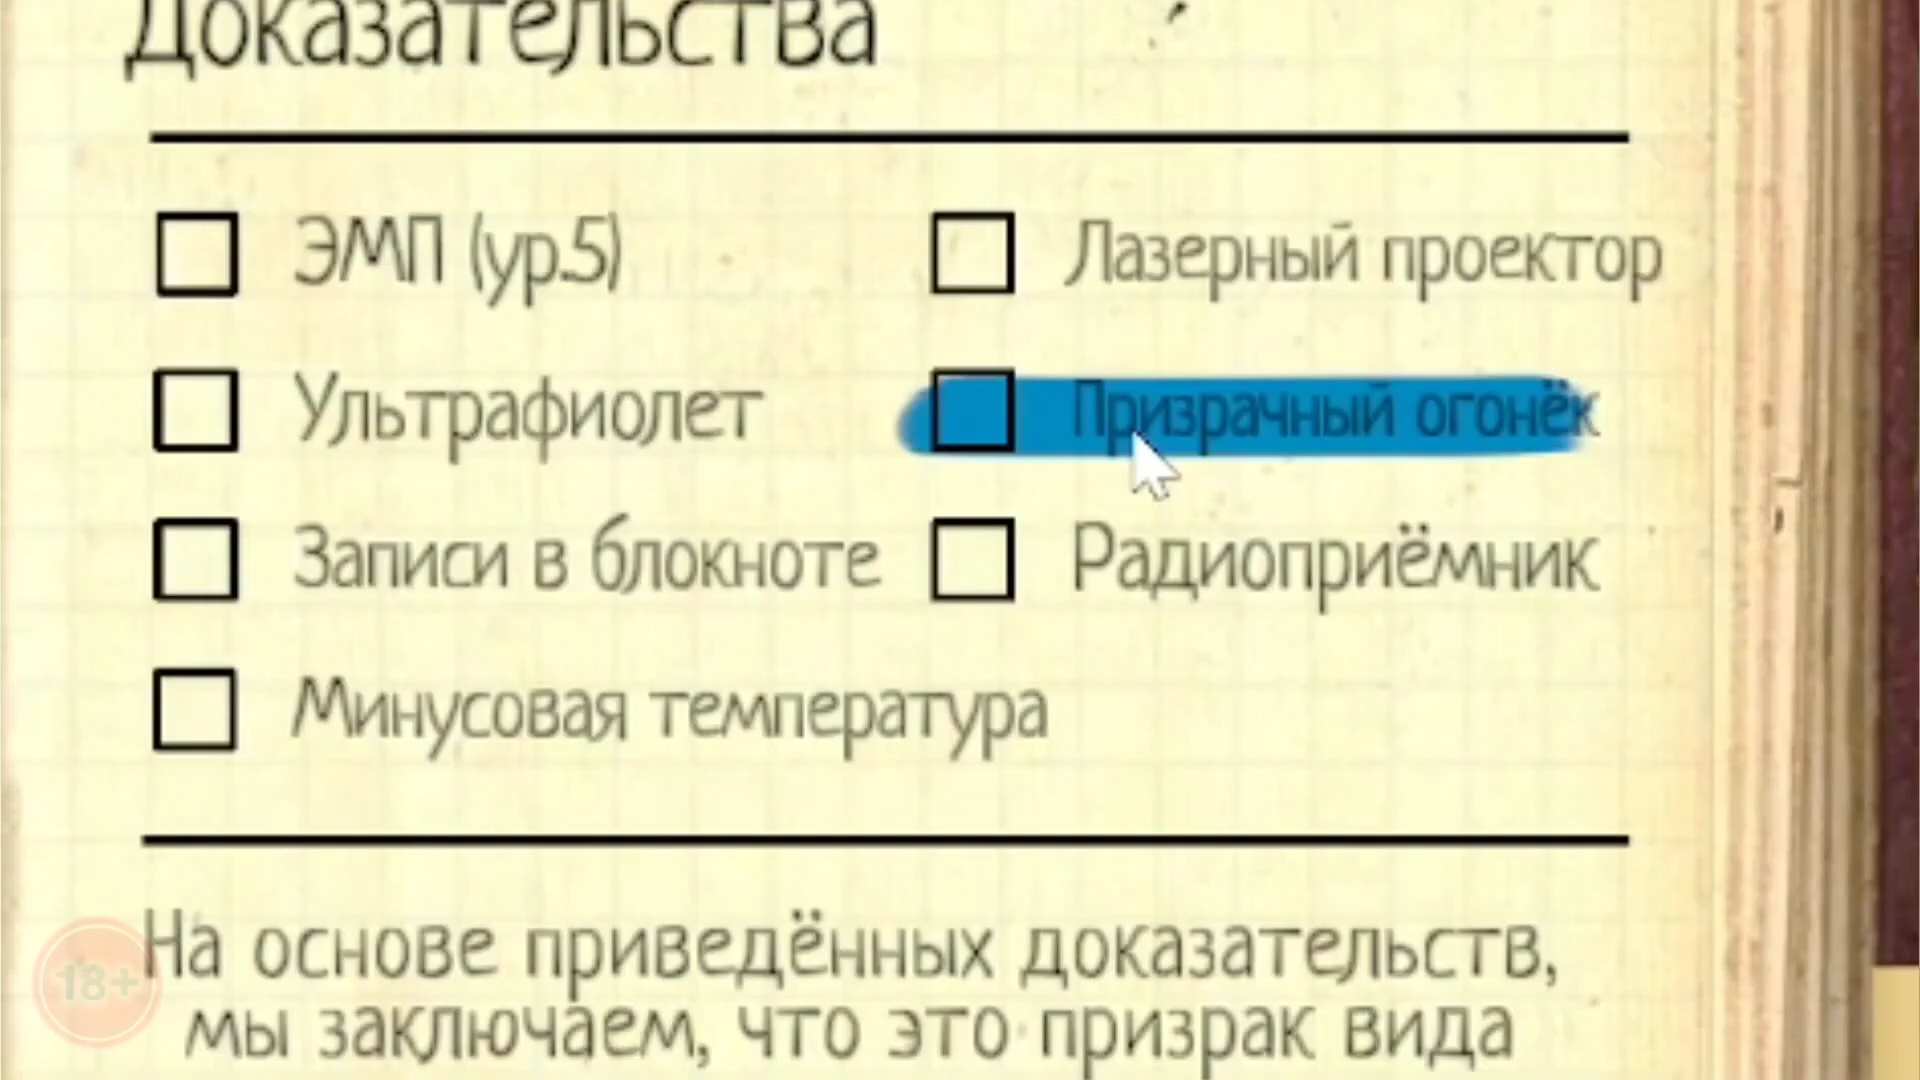 Доказательства
ЭМП (ур.5)
Лазерный проектор
Ультрафиолет
Призрачный огонёк
Записи в блокноте
Радиоприёмник
Минусовая температура
На основе приведённых доказательств,
18+
мы заключаем, что это призрак вида